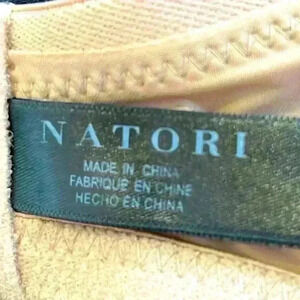 NATORI
MADE IN CHINA
FABRIQUE EN CHINE
HECHO EN CHINA